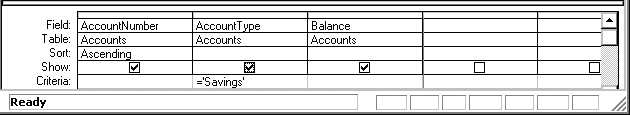 Field: AccountNumber AccountType Balance
Table: Accounts Accounts Accounts
Sort: Ascending
Show:
Criteria: ='Savings'
Ready